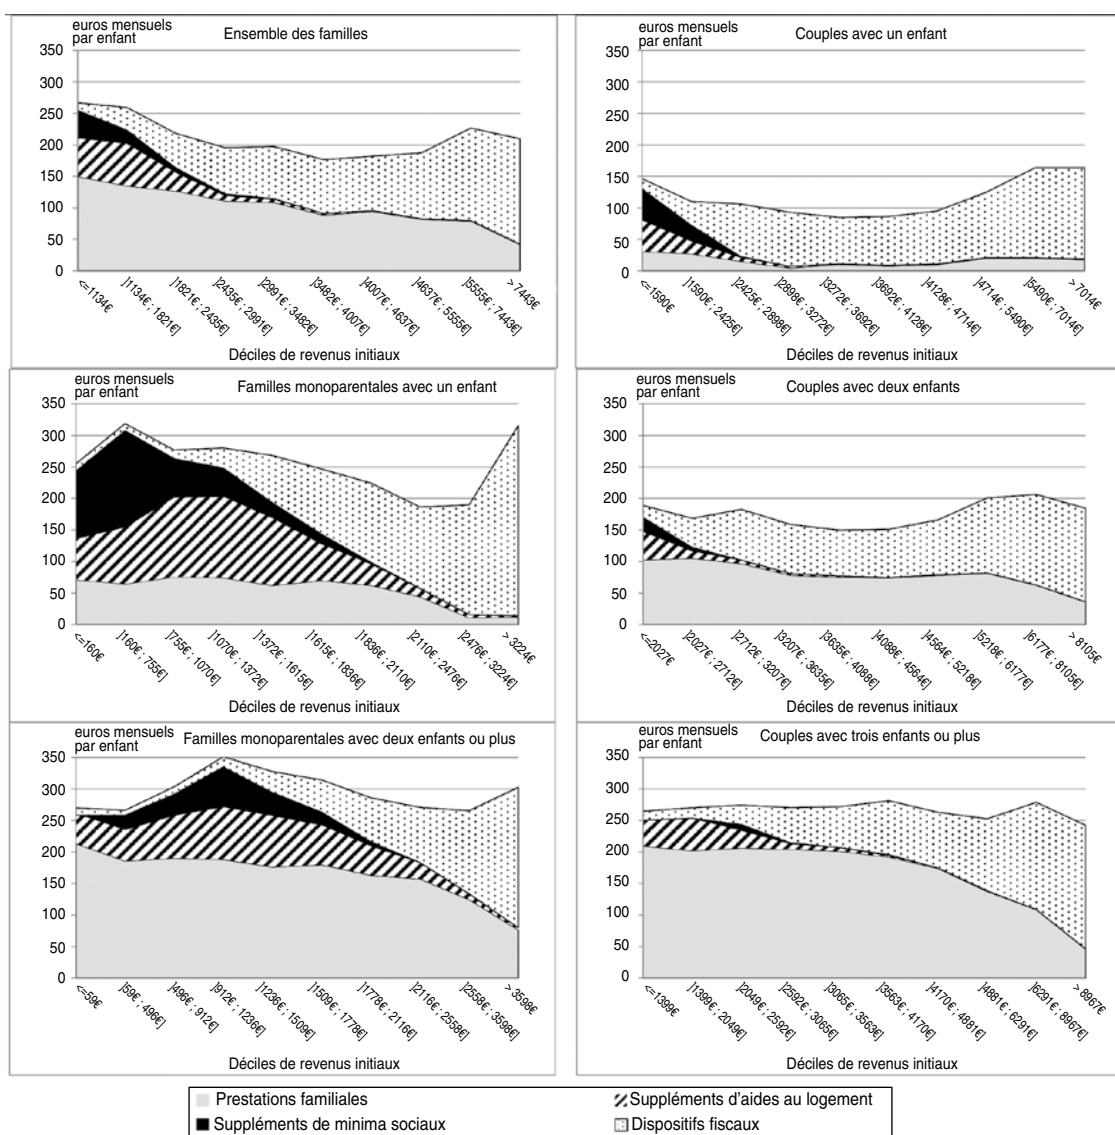 euros mensuels
par enfant
Ensemble des familles
350
300
250
200
150
100
50
0
<=1134€
]1134€ ; 1821€]
]1821€ ; 2435€]
]2435€ ; 2991€]
]2991€ ; 3482€]
]3482€ ; 4007€]
]4007€ ; 4637€]
]4637€ ; 5555€]
]5555€ ; 7443€]
> 7443€
Déciles de revenus initiaux
Couples avec un enfant
350
300
250
200
150
100
50
0
<=1590€
]1590€ ; 2425€]
]2425€ ; 2898€]
]2898€ ; 3272€]
]3272€ ; 3692€]
]3692€ ; 4128€]
]4128€ ; 4714€]
]4714€ ; 5490€]
]5490€ ; 7014€]
> 7014€
euros mensuels
par enfant
Déciles de revenus initiaux
euros mensuels
par enfant
Familles monoparentales avec un enfant
350
300
250
200
150
100
50
0
<=160€
]160€ ; 755€]
]755€ ; 1070€]
]1070€ ; 1372€]
]1372€ ; 1615€]
]1615€ ; 1836€]
]1836€ ; 2110€]
]2110€ ; 2476€]
]2476€ ; 3224€]
> 3224€
Déciles de revenus initiaux
euros mensuels
par enfant
Couples avec deux enfants
350
300
250
200
150
100
50
0
<=2027€
]2027€ ; 2712€]
]2712€ ; 3207€]
]3207€ ; 3635€]
]3635€ ; 4088€]
]4088€ ; 4564€]
]4564€ ; 5218€]
]5218€ ; 6177€]
]6177€ ; 8105€]
> 8105€
Déciles de revenus initiaux
euros mensuels
par enfant
Familles monoparentales avec deux enfants ou plus
350
300
250
200
150
100
50
0
<=59€
]59€ ; 496€]
]496€ ; 912€]
]912€ ; 1236€]
]1236€ ; 1509€]
]1509€ ; 1778€]
]1778€ ; 2116€]
]2116€ ; 2558€]
]2558€ ; 3598€]
> 3598€
Déciles de revenus initiaux
euros mensuels
par enfant
Couples avec trois enfants ou plus
350
300
250
200
150
100
50
0
<=1399€
]1399€ ; 2049€]
]2049€ ; 2592€]
]2592€ ; 3065€]
]3065€ ; 3563€]
]3563€ ; 4170€]
]4170€ ; 4881€]
]4881€ ; 6291€]
]6291€ ; 8967€]
> 8967€
Déciles de revenus initiaux
Prestations familiales
Suppléments d'aides au logement
Suppléments de minima sociaux
Dispositifs fiscaux